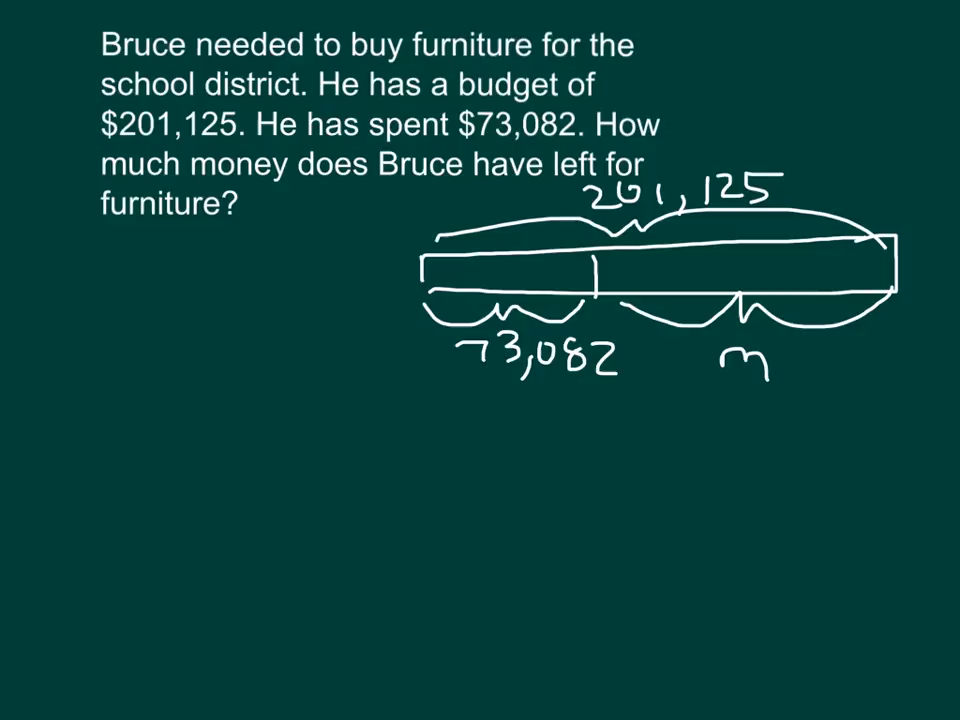 Bruce needed to buy furniture for the
school district. He has a budget of
$201,125. He has spent $73,082. How
much money does Bruce have left for
furniture?
201,125
73,082
m